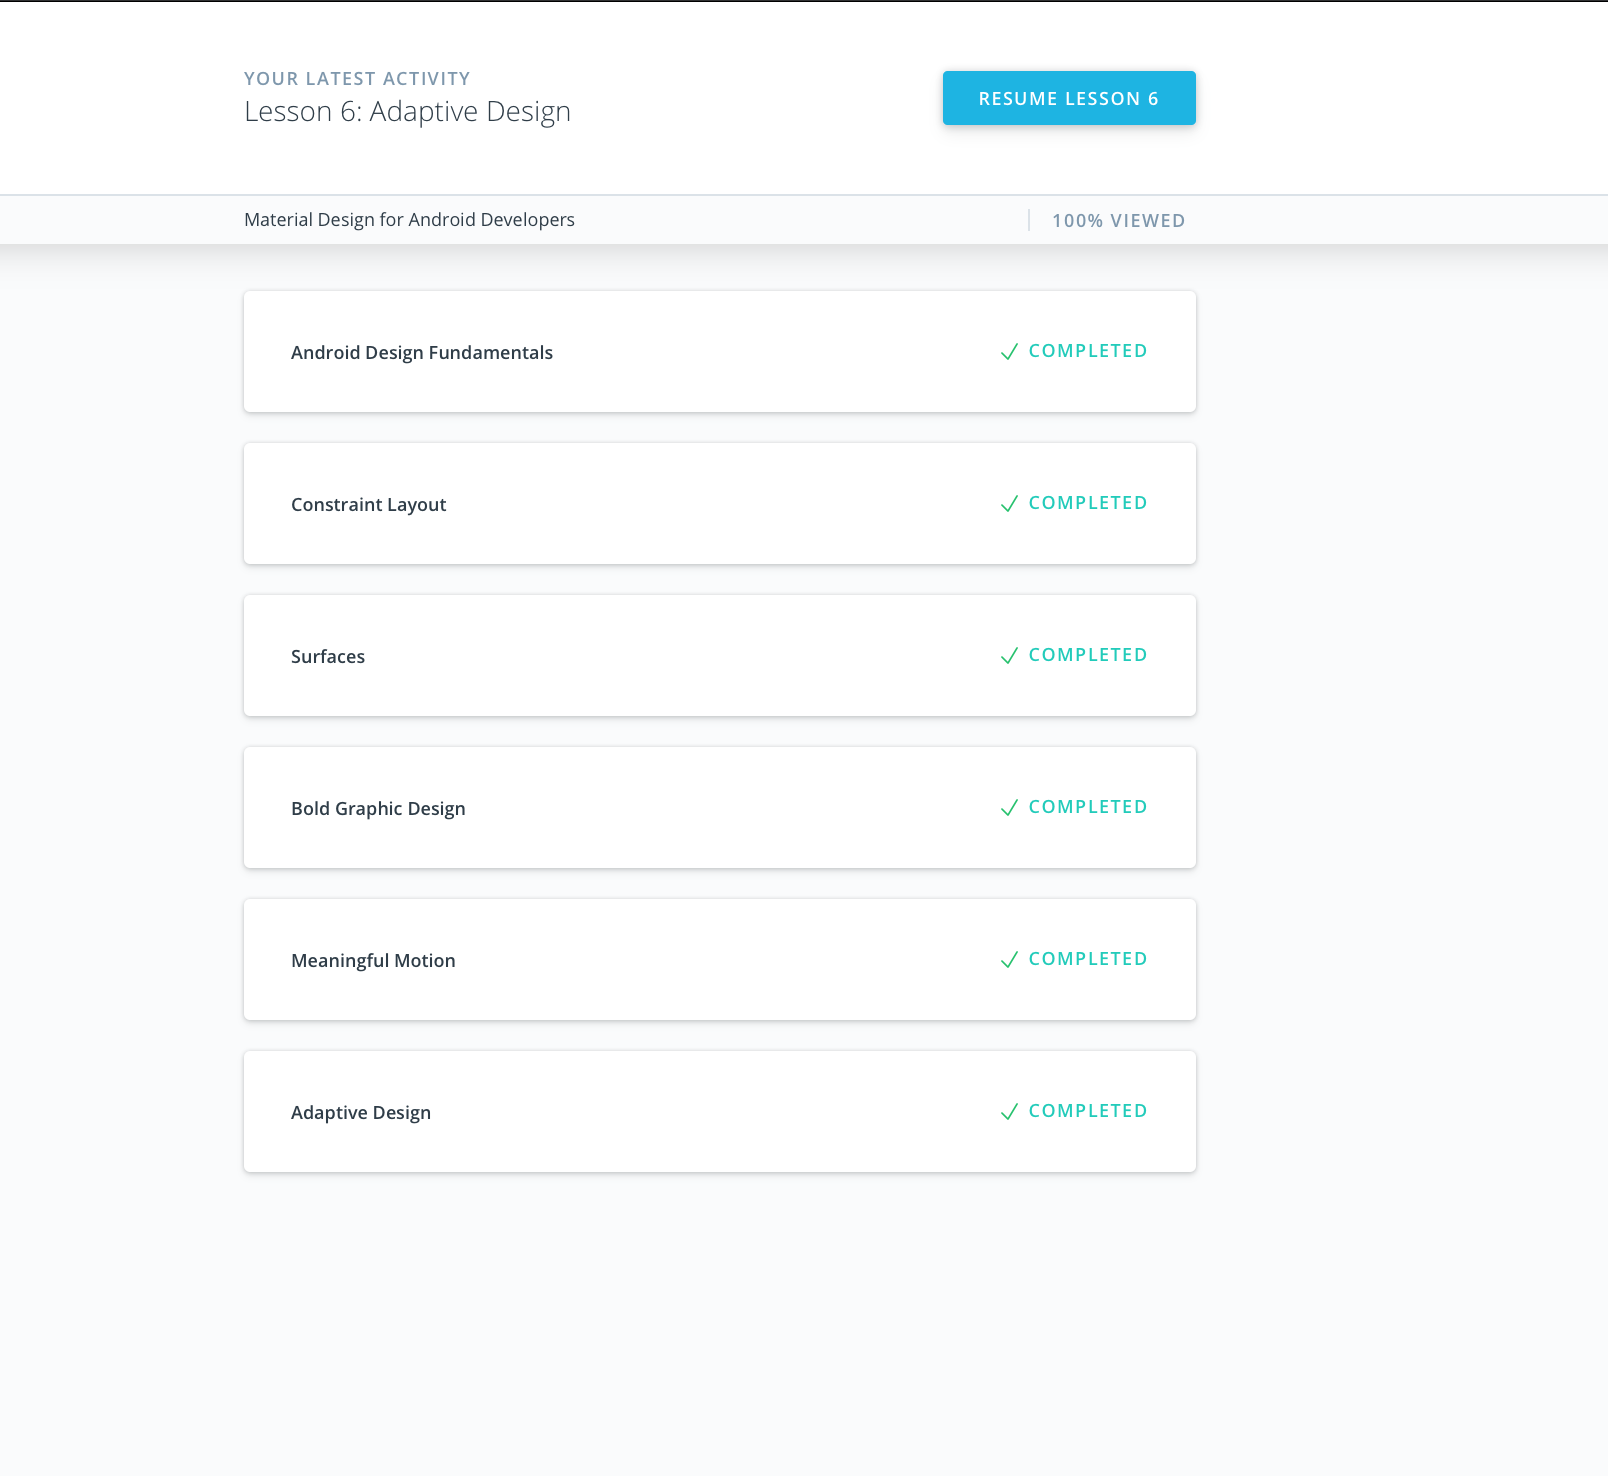 YOUR LATEST ACTIVITY
Lesson 6: Adaptive Design
RESUME LESSON 6
Material Design for Android Developers
100% VIEWED
Android Design Fundamentals
COMPLETED
Constraint Layout
COMPLETED
Surfaces
COMPLETED
Bold Graphic Design
COMPLETED
Meaningful Motion
COMPLETED
Adaptive Design
COMPLETED